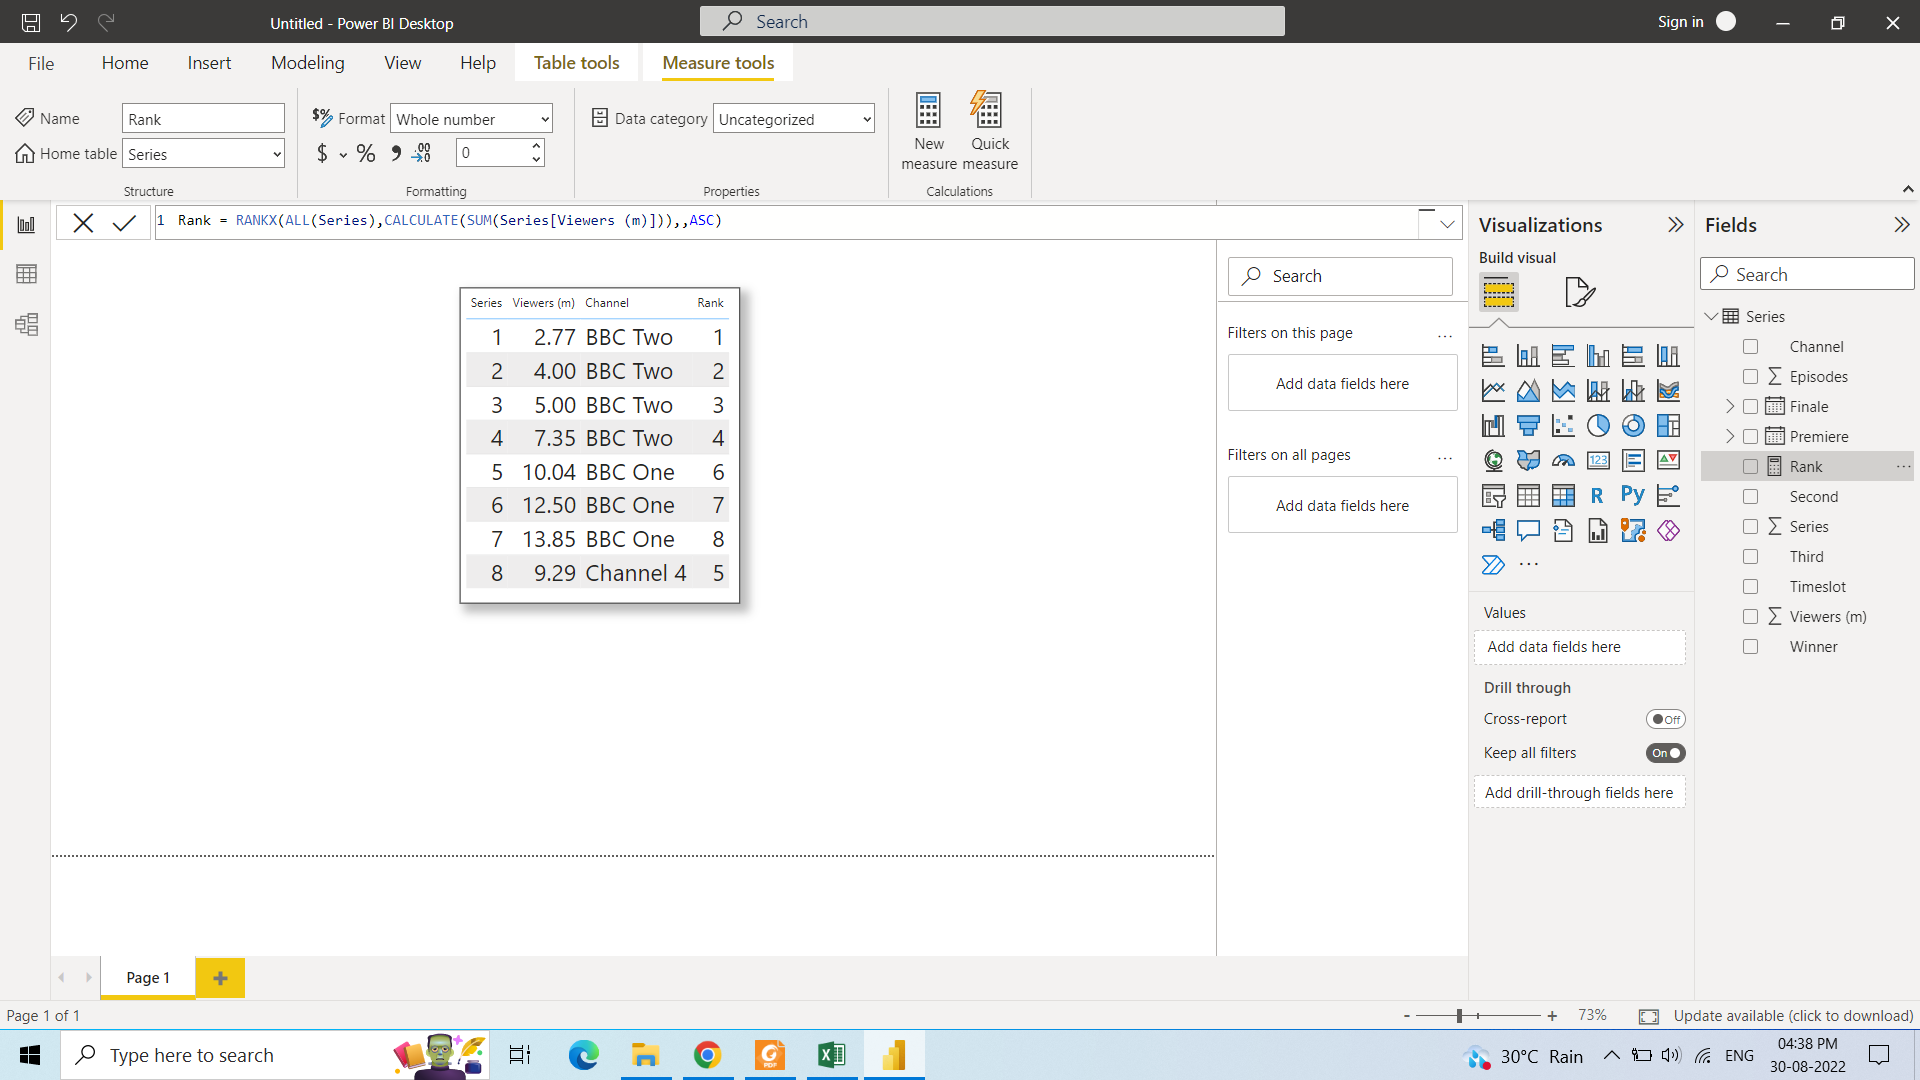 Untitled - Power BI Desktop
Search
Sign in
File Home Insert Modeling View Help Table tools Measure tools
Name Rank
Home table Series
Structure
Format Whole number
$ % 9 .00 0
Formatting
Data category Uncategorized
Properties
New measure
Quick measure
Calculations
1 Rank = RANKX(ALL(Series),CALCULATE(SUM(Series[Viewers (m)])),,ASC)
Series Viewers (m) Channel Rank
1 2.77 BBC Two 1
2 4.00 BBC Two 2
3 5.00 BBC Two 3
4 7.35 BBC Two 4
5 10.04 BBC One 6
6 12.50 BBC One 7
7 13.85 BBC One 8
8 9.29 Channel 4 5
Search
Filters on this page ...
Add data fields here
Filters on all pages ...
Add data fields here
Visualizations
Build visual
123
R Py
...
Values
Add data fields here
Drill through
Cross-report Off
Keep all filters On
Add drill-through fields here
Fields
Search
Series
Channel
Episodes
Finale
Premiere
Rank ...
Second
Series
Third
Timeslot
Viewers (m)
Winner
Page 1
Page 1 of 1
- + 73%
Update available (click to download)
Type here to search
PDF
30°C Rain
ENG
04:38 PM
30-08-2022